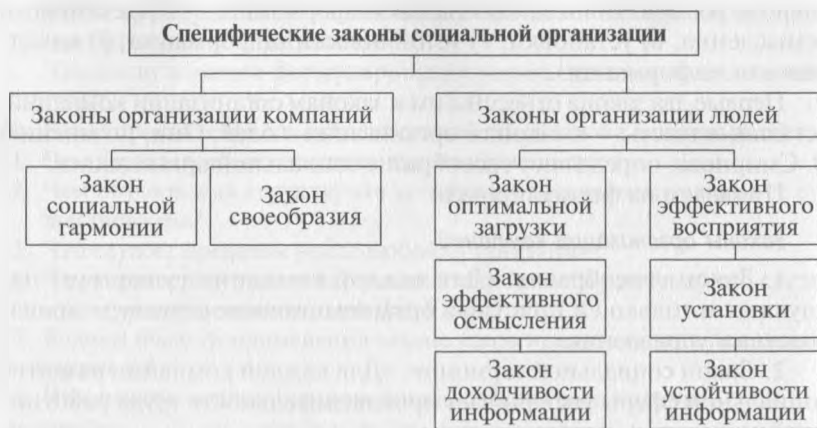 Специфические законы социальной организации
Законы организации компаний
Законы организации людей
Закон
социальной
гармонии
Закон
своеобразия
Закон
оптимальной
загрузки
Закон
эффективного
восприятия
Закон
эффективного
осмысления
Закон
установки
Закон
доходчивости
информации
Закон
устойчивости
информации